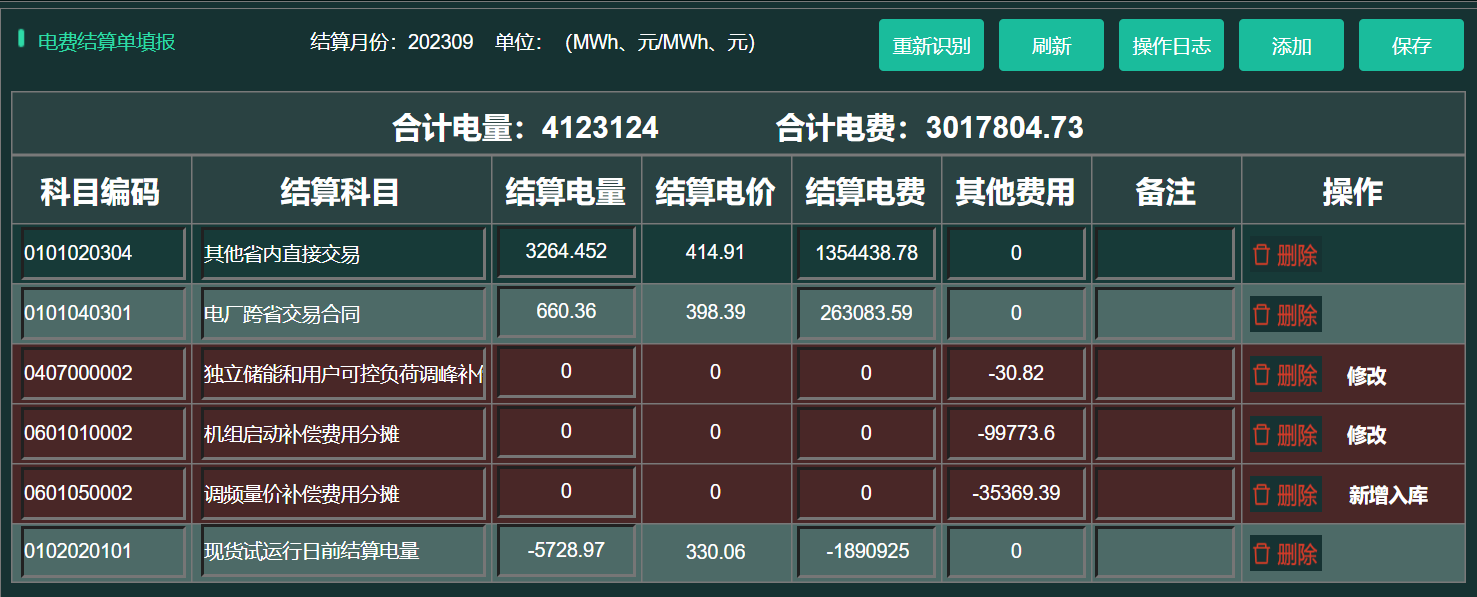 电费结算单填报 结算月份：202309 单位：（MWh、元/MWh、元） 重新识别 刷新 操作日志 添加 保存
合计电量：4123124 合计电费：3017804.73
科目编码 结算科目 结算电量 结算电价 结算电费 其他费用 备注 操作
0101020304 其他省内直接交易 3264.452 414.91 1354438.78 0 删除
0101040301 电厂跨省交易合同 660.36 398.39 263083.59 0 删除
0407000002 独立储能和用户可控负荷调峰补 0 0 0 -30.82 删除 修改
0601010002 机组启动补偿费用分摊 0 0 0 -99773.6 删除 修改
0601050002 调频量价补偿费用分摊 0 0 0 -35369.39 删除 新增入库
0102020101 现货试运行日前结算电量 -5728.97 330.06 -1890925 0 删除